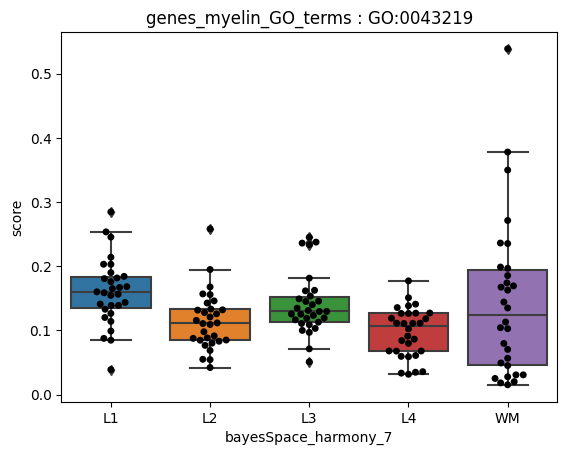 genes_myelin_GO_terms : GO:0043219
score
0.5
0.4
0.3
0.2
0.1
0.0
L1 L2 L3 L4 WM
bayesSpace_harmony_7